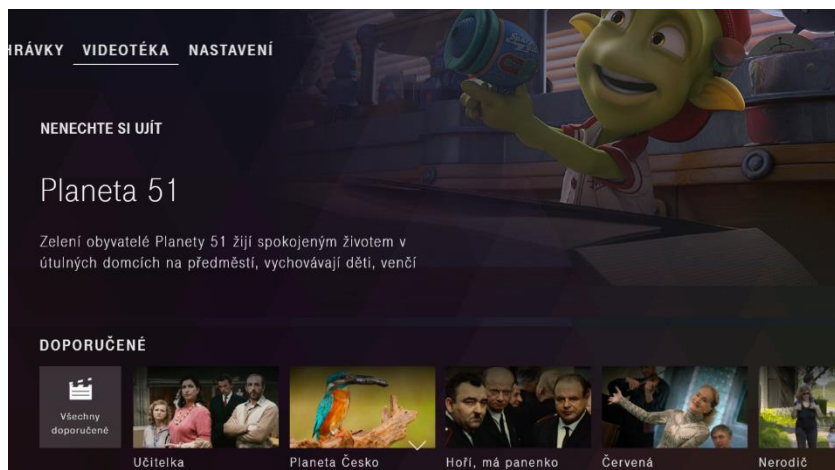 HRÁVKY VIDEOTÉKA NASTAVENÍ
NENECHTE SI UJÍT
Planeta 51
Zelení obyvatelé Planety 51 žijí spokojeným životem v
útulných domcích na předměstí, vychovávají děti, venčí
DOPORUČENÉ
Všechny
doporučené
Učitelka
Planeta Česko
Hoří, má panenko
Červená
Nerodič